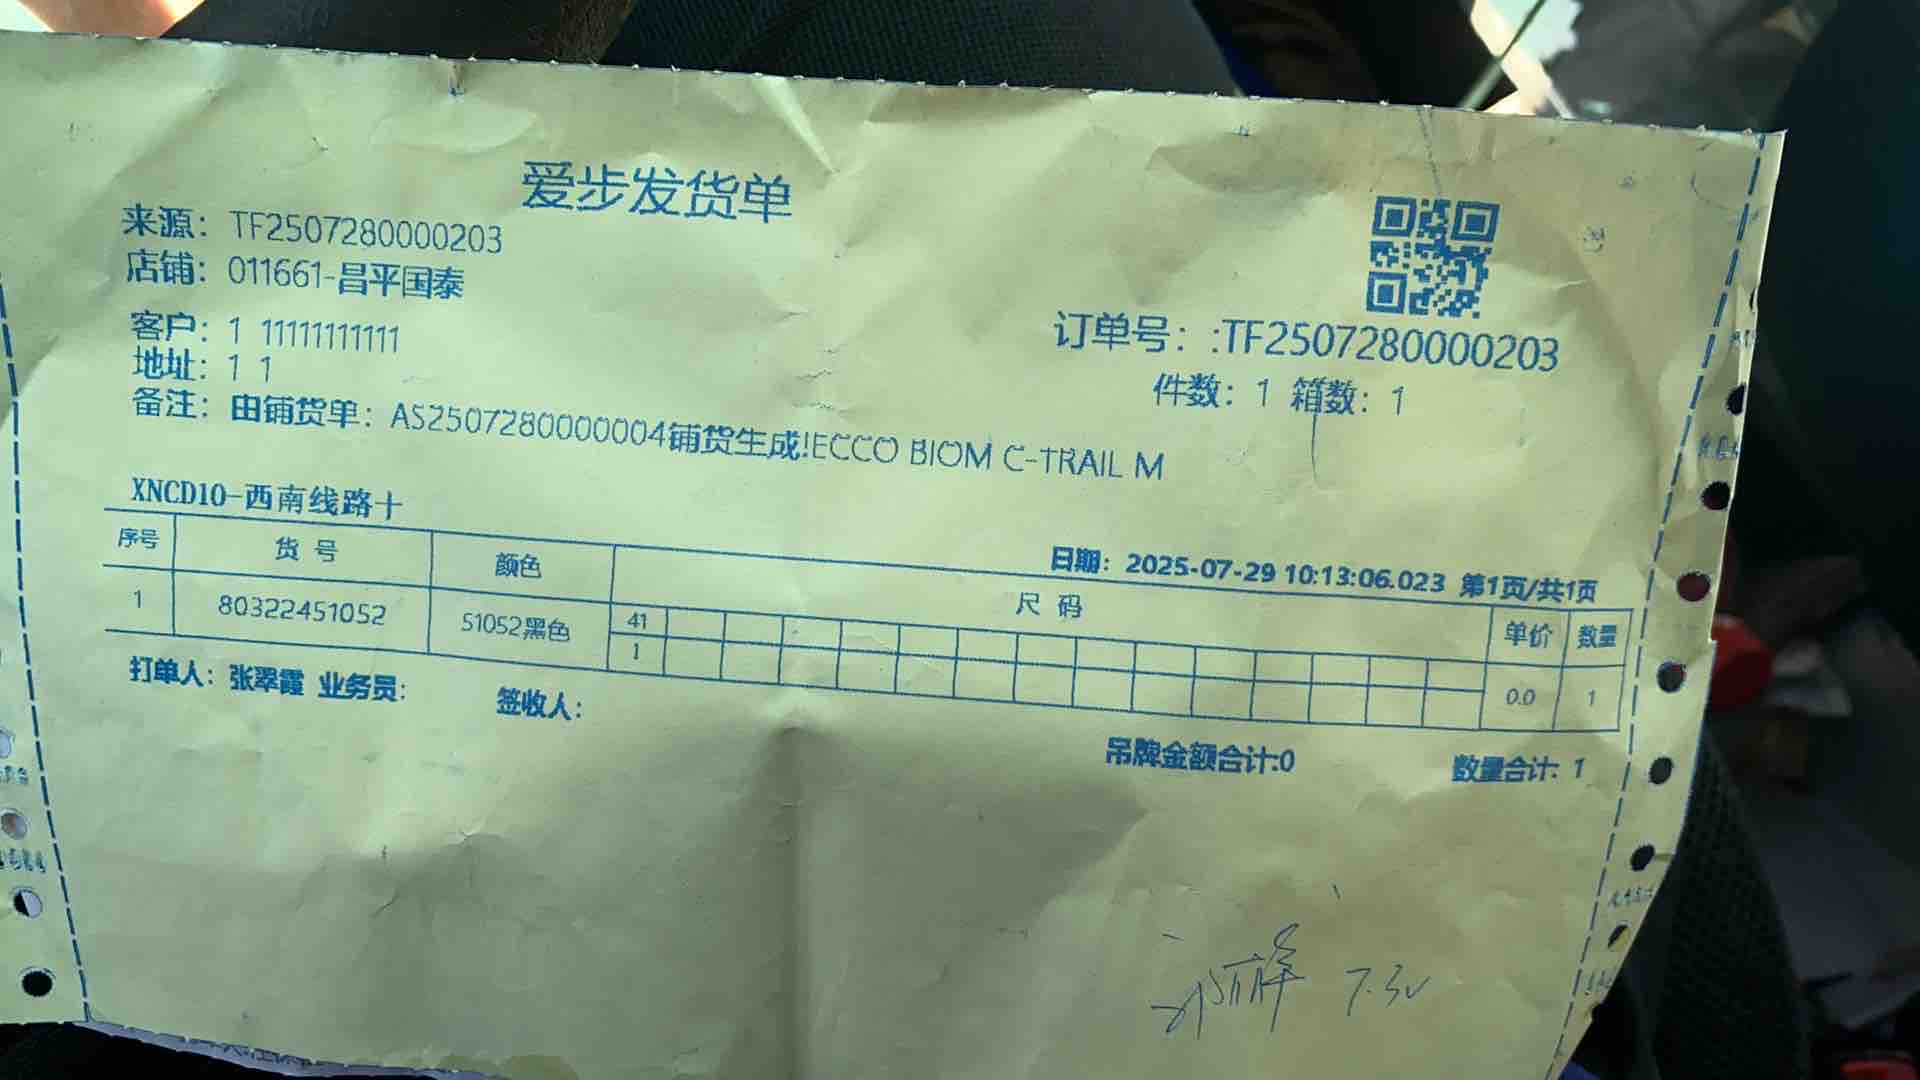 爱步发货单
来源：TF2507280000203
店铺：011661-昌平国泰
客户：1 11111111111
地址：1 1
备注：由铺货单：AS2507280000004铺货生成!ECCO BIOM C-TRAIL M
订单号：:TF2507280000203
件数：1 箱数：1
XNCD10-西南线路十
日期：2025-07-29 10:13:06.023 第1页/共1页
序号 货号 颜色 尺码 单价 数量
41
1 80322451052 51052黑色 1 0.0 1
打单人：张翠霞 业务员： 签收人：
吊牌金额合计:0 数量合计: 1
7.30